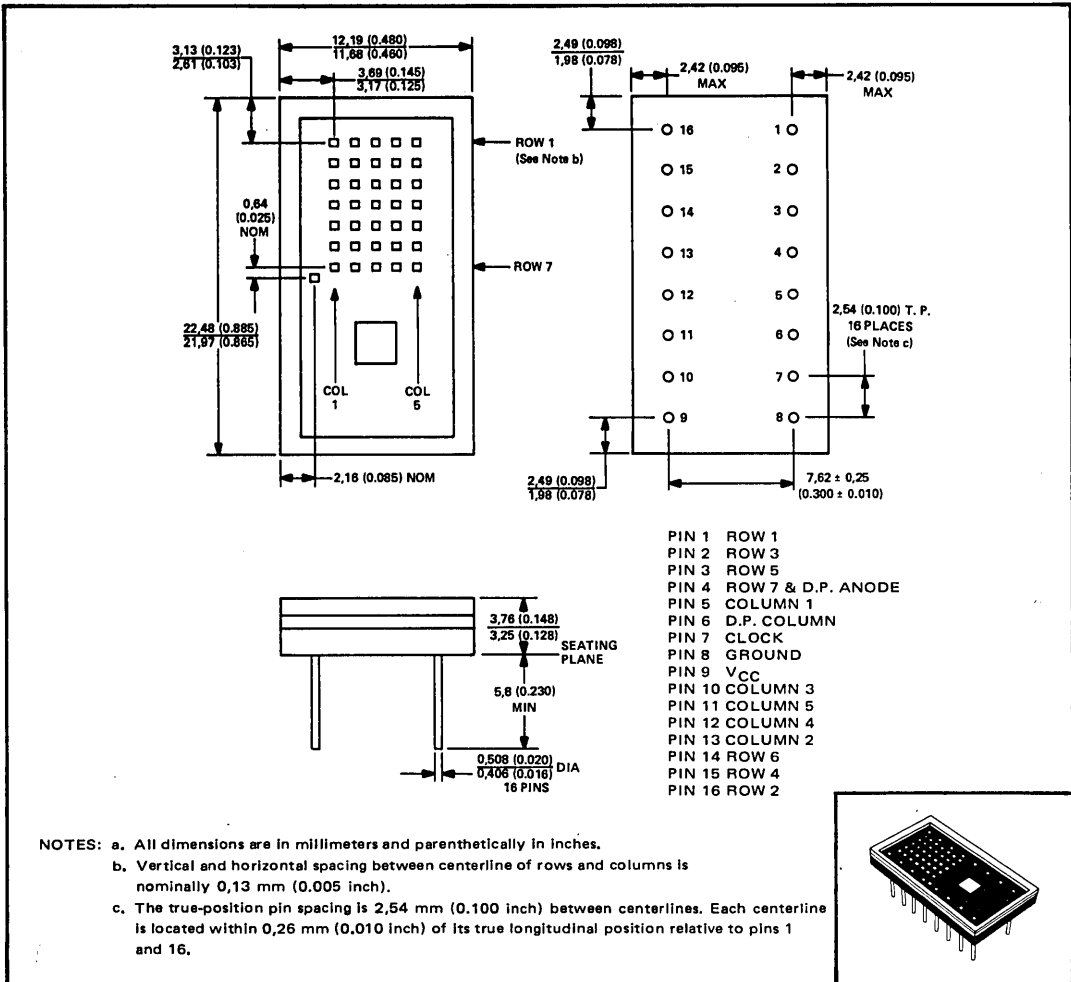 12,19 (0.480)
11,68 (0.460)
3,13 (0.123)
2,61 (0.103)
3,69 (0.145)
3,17 (0.125)
ROW 1
(See Note b)
0,64
(0.025)
NOM
ROW 7
22,48 (0.885)
21,97 (0.865)
COL
1
COL
5
2,16 (0.085) NOM
2,49 (0.098)
1,98 (0.078)
2,42 (0.095)
MAX
2,42 (0.095)
MAX
16 1
15 2
14 3
13 4
12 5
11 6
10 7
9 8
2,54 (0.100) T. P.
16 PLACES
(See Note c)
2,49 (0.098)
1,98 (0.078)
7,62 ± 0,25
(0.300 ± 0.010)
3,76 (0.148)
3,25 (0.128)
SEATING
PLANE
5,8 (0.230)
MIN
0,508 (0.020)
0,406 (0.016)
DIA
16 PINS
PIN 1 ROW 1
PIN 2 ROW 3
PIN 3 ROW 5
PIN 4 ROW 7 & D.P. ANODE
PIN 5 COLUMN 1
PIN 6 D.P. COLUMN
PIN 7 CLOCK
PIN 8 GROUND
PIN 9 VCC
PIN 10 COLUMN 3
PIN 11 COLUMN 5
PIN 12 COLUMN 4
PIN 13 COLUMN 2
PIN 14 ROW 6
PIN 15 ROW 4
PIN 16 ROW 2
NOTES: a. All dimensions are in millimeters and parenthetically in inches.
b. Vertical and horizontal spacing between centerline of rows and columns is
nominally 0,13 mm (0.005 inch).
c. The true-position pin spacing is 2,54 mm (0.100 inch) between centerlines. Each centerline
is located within 0,26 mm (0.010 inch) of its true longitudinal position relative to pins 1
and 16.